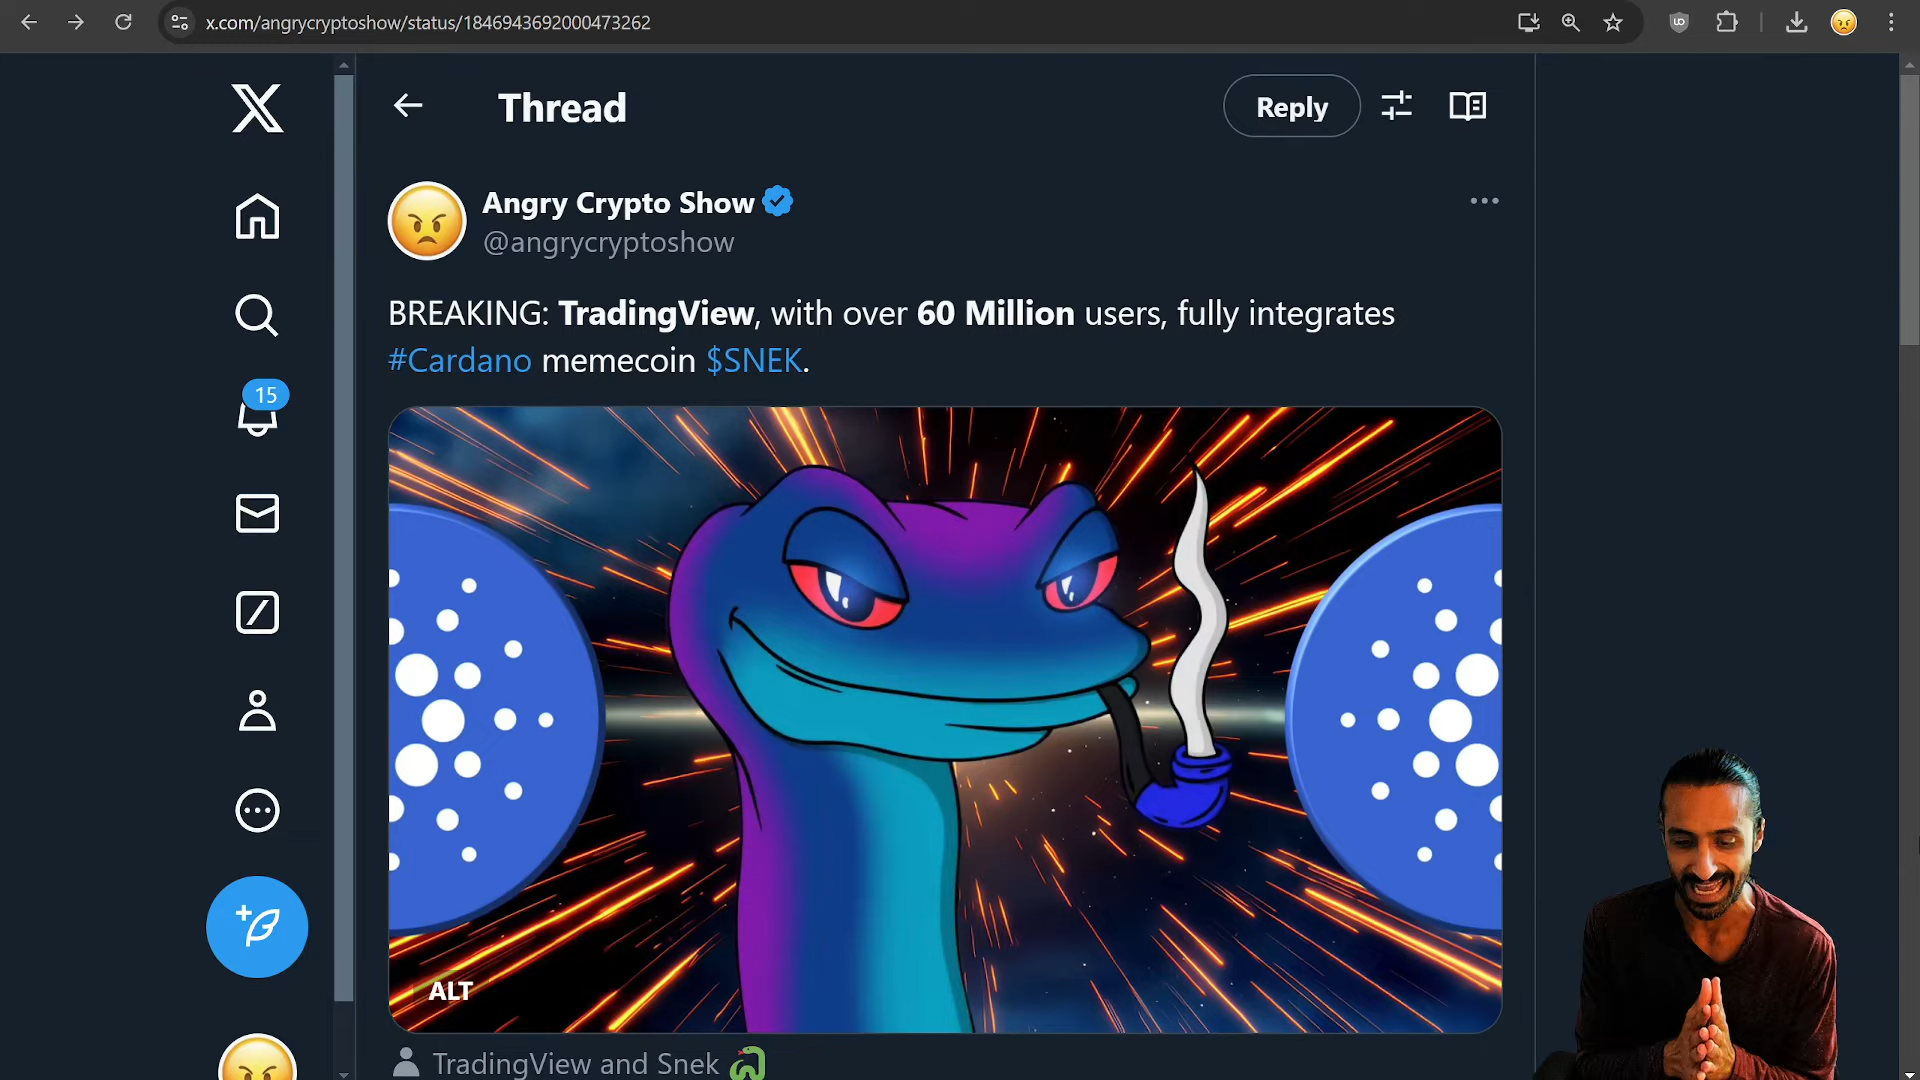 x.com/angrycryptoshow/status/1846943692000473262
Thread
Reply
Angry Crypto Show
@angrycryptoshow
BREAKING: TradingView, with over 60 Million users, fully integrates
#Cardano memecoin $SNEK.
15
ALT
TradingView and Snek